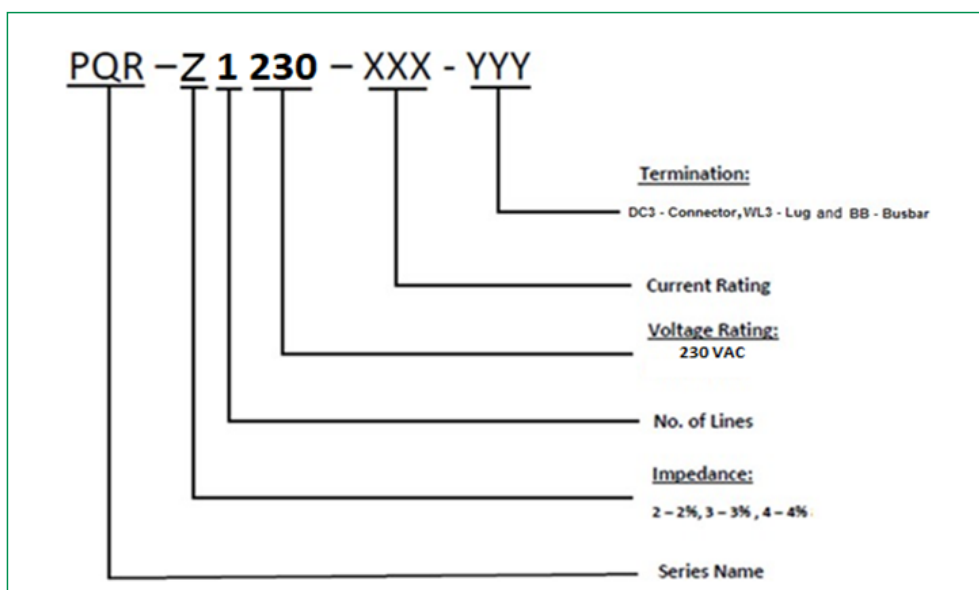 PQR – Z 1 230 – XXX - YYY
Termination:
DC3 - Connector, WL3 - Lug and BB - Busbar
Current Rating
Voltage Rating:
230 VAC
No. of Lines
Impedance:
2 – 2%, 3 – 3% , 4 – 4%
Series Name